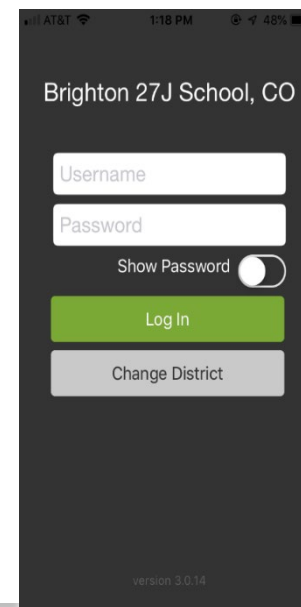 AT&T 1:18 PM 48%
Brighton 27J School, CO
Username
Password
Show Password
Log In
Change District
version 3.0.14